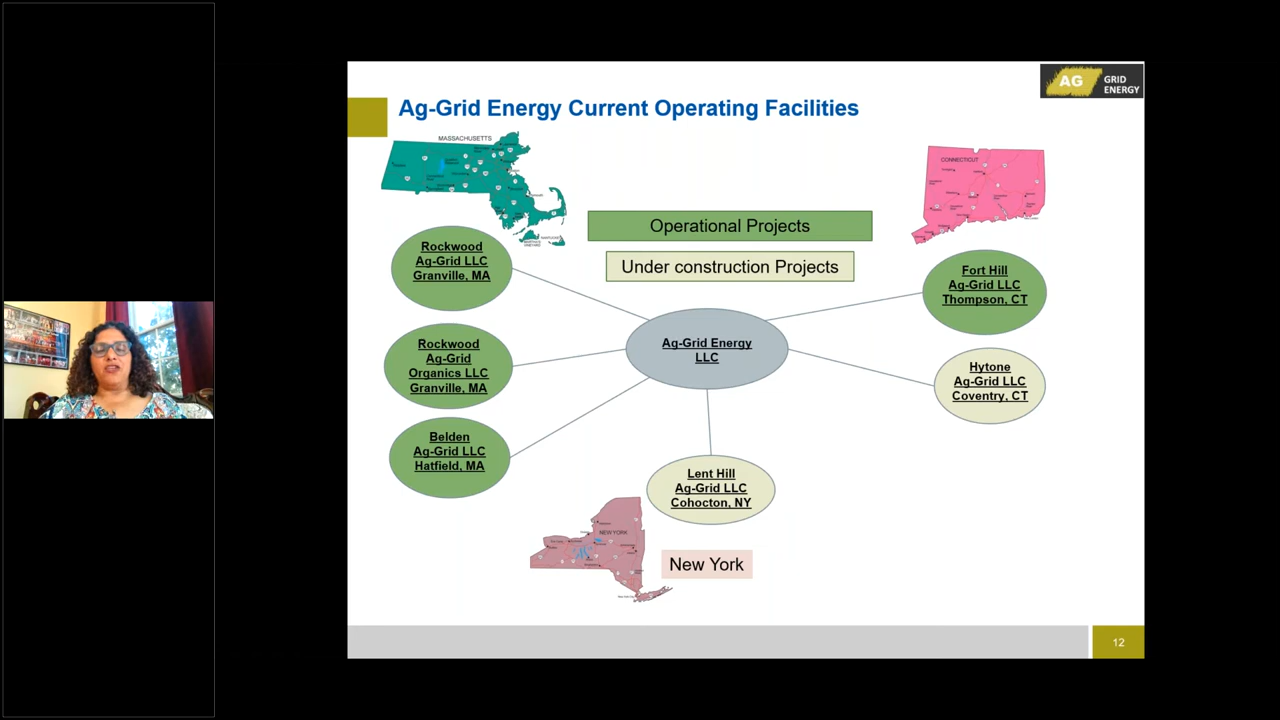 AG
GRID
ENERGY
Ag-Grid Energy Current Operating Facilities
MASSACHUSETTS
CONNECTICUT
Operational Projects
Under construction Projects
Rockwood
Ag-Grid LLC
Granville, MA
Fort Hill
Ag-Grid LLC
Thompson, CT
Rockwood
Ag-Grid
Organics LLC
Granville, MA
Ag-Grid Energy
LLC
Hytone
Ag-Grid LLC
Coventry, CT
Belden
Ag-Grid LLC
Hatfield, MA
Lent Hill
Ag-Grid LLC
Cohocton, NY
NEW YORK
New York
12